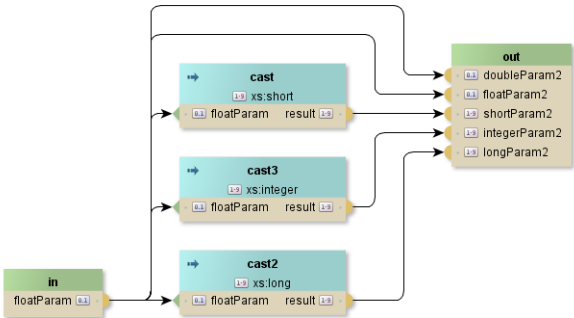 cast
1-9 xs:short
0.1 floatParam result 1-9
cast3
1-9 xs:integer
0.1 floatParam result 1-9
cast2
1-9 xs:long
0.1 floatParam result 1-9
in
floatParam 0.1
out
0.1 doubleParam2
0.1 floatParam2
1-9 shortParam2
1-9 integerParam2
1-9 longParam2